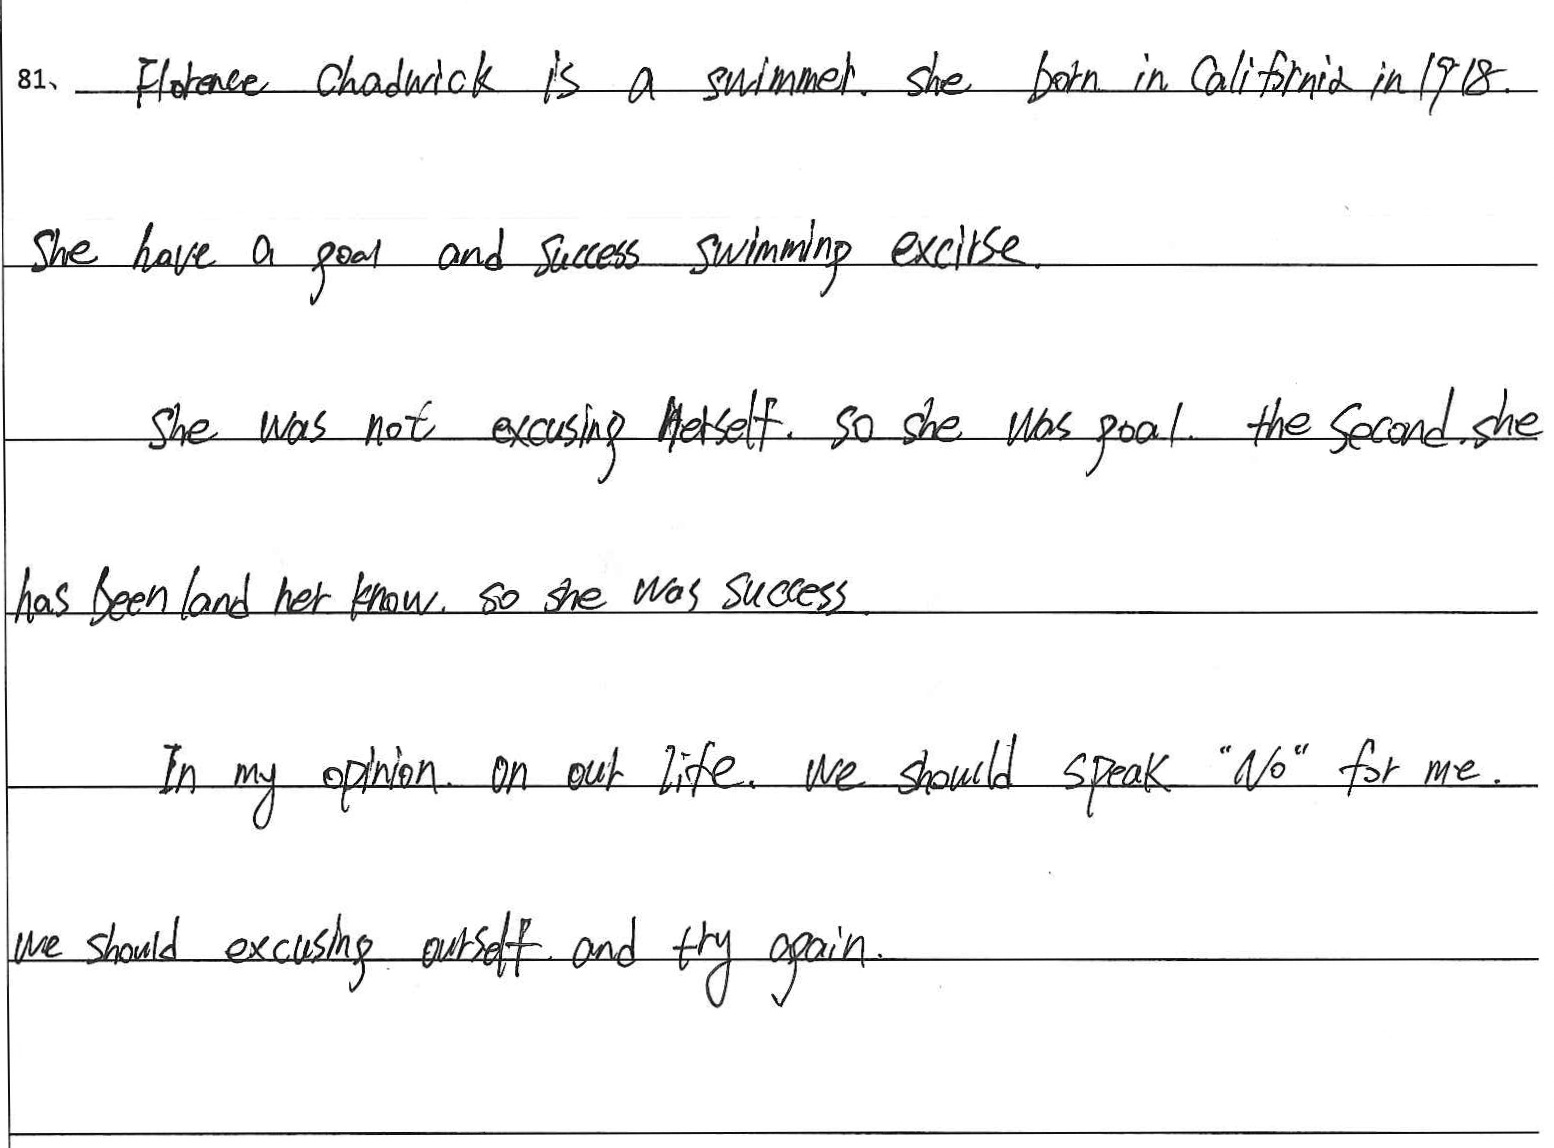 81、 Florence Chadwick is a swimmer. she born in California in 1918.
She have a goal and success swimming excirse.
She was not excusing herself. so she was goal. the second. she
has been land her know. so she was success.
In my opinion. on our life. we should speak "No" for me.
we should excusing ourself. and try again.